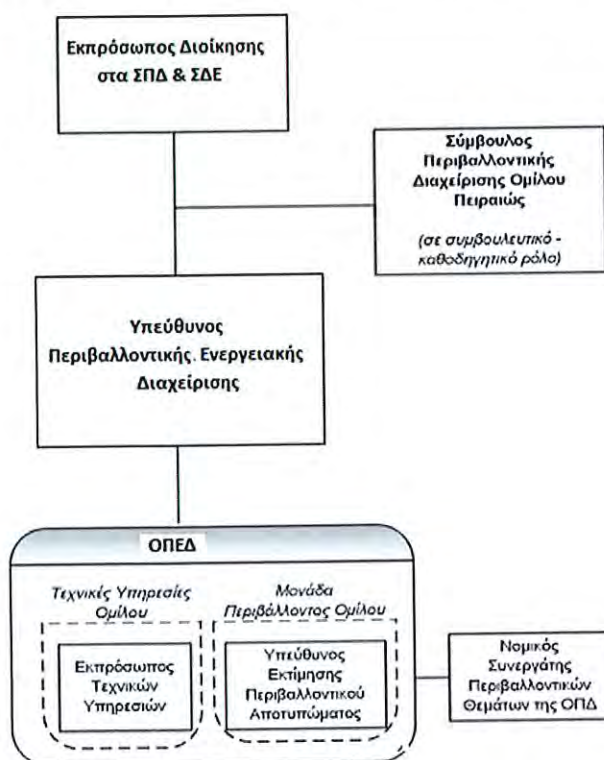 Εκπρόσωπος Διοίκησης
στα ΣΠΔ & ΣΔΕ
Σύμβουλος
Περιβαλλοντικής
Διαχείρισης Ομίλου
Πειραιώς
(σε συμβουλευτικό -
καθοδηγητικό ρόλο)
Υπεύθυνος
Περιβαλλοντικής. Ενεργειακής
Διαχείρισης
ΟΠΕΔ
Τεχνικές Υπηρεσίες
Ομίλου
Μονάδα
Περιβάλλοντος Ομίλου
Εκπρόσωπος
Τεχνικών
Υπηρεσιών
Υπεύθυνος
Εκτίμησης
Περιβαλλοντικού
Αποτυπώματος
Νομικός
Συνεργάτης
Περιβαλλοντικών
Θεμάτων της ΟΠΔ